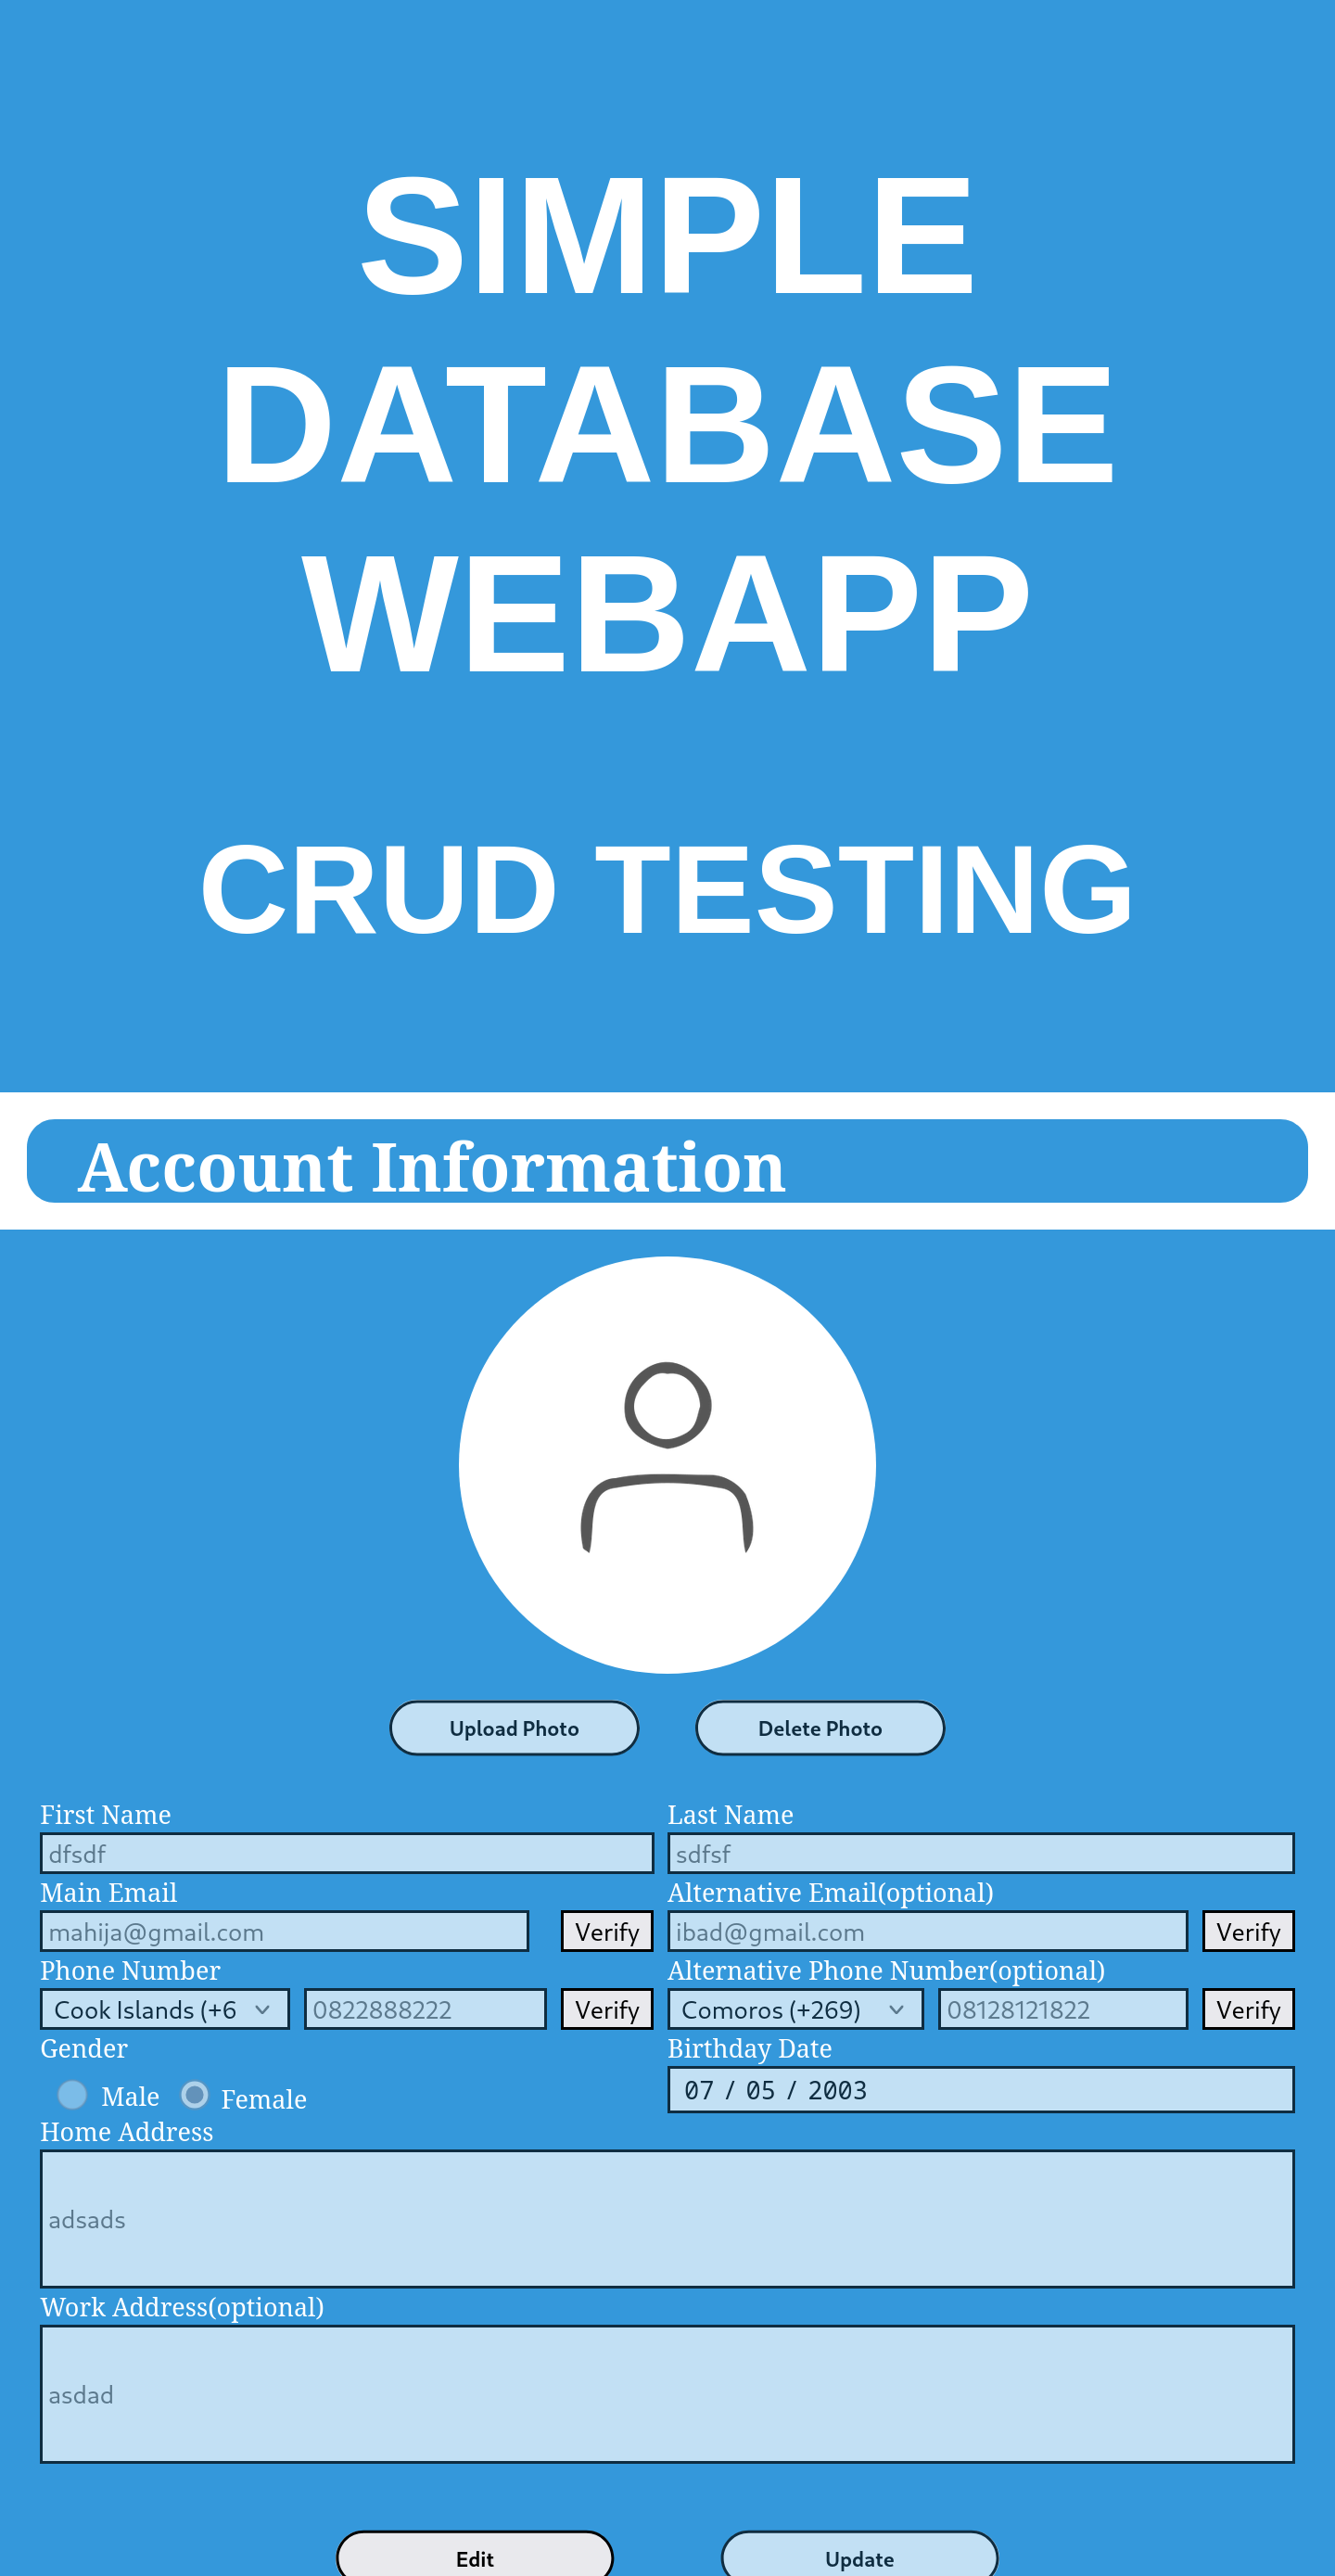 SIMPLE
DATABASE
WEBAPP
CRUD TESTING
Account Information
Upload Photo Delete Photo
First Name Last Name
dfsdf sdfsf
Main Email Alternative Email(optional)
mahija@gmail.com Verify ibad@gmail.com Verify
Phone Number Alternative Phone Number(optional)
Cook Islands (+6 0822888222 Verify Comoros (+269) 08128121822 Verify
Gender Birthday Date
Male Female 07 / 05 / 2003
Home Address
adsads
Work Address(optional)
asdad
Edit Update